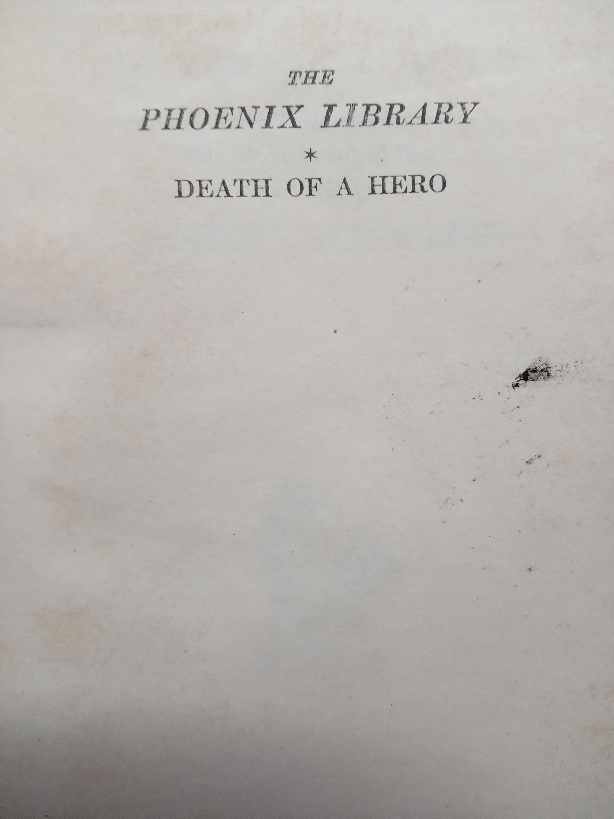 THE
PHOENIX LIBRARY
*
DEATH OF A HERO